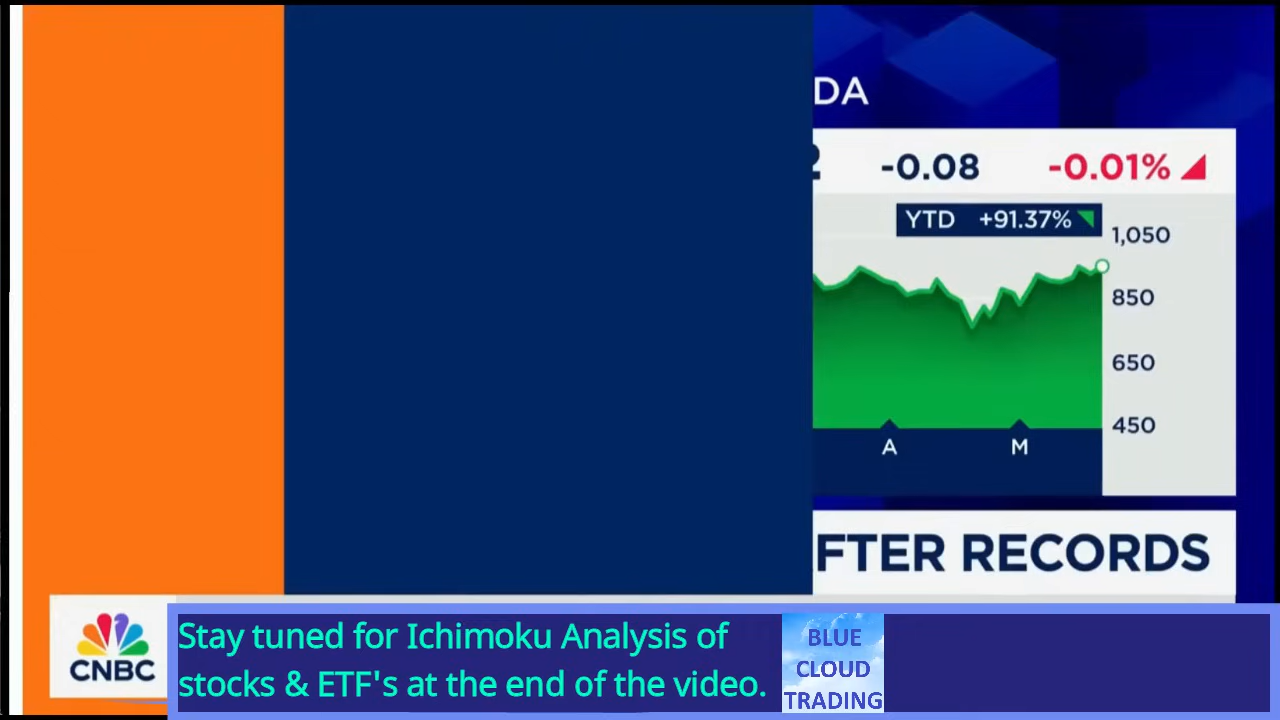 DA
2 -0.08 -0.01%
YTD +91.37%
1,050
850
650
450
A M
FTER RECORDS
CNBC
Stay tuned for Ichimoku Analysis of
stocks & ETF's at the end of the video.
BLUE
CLOUD
TRADING